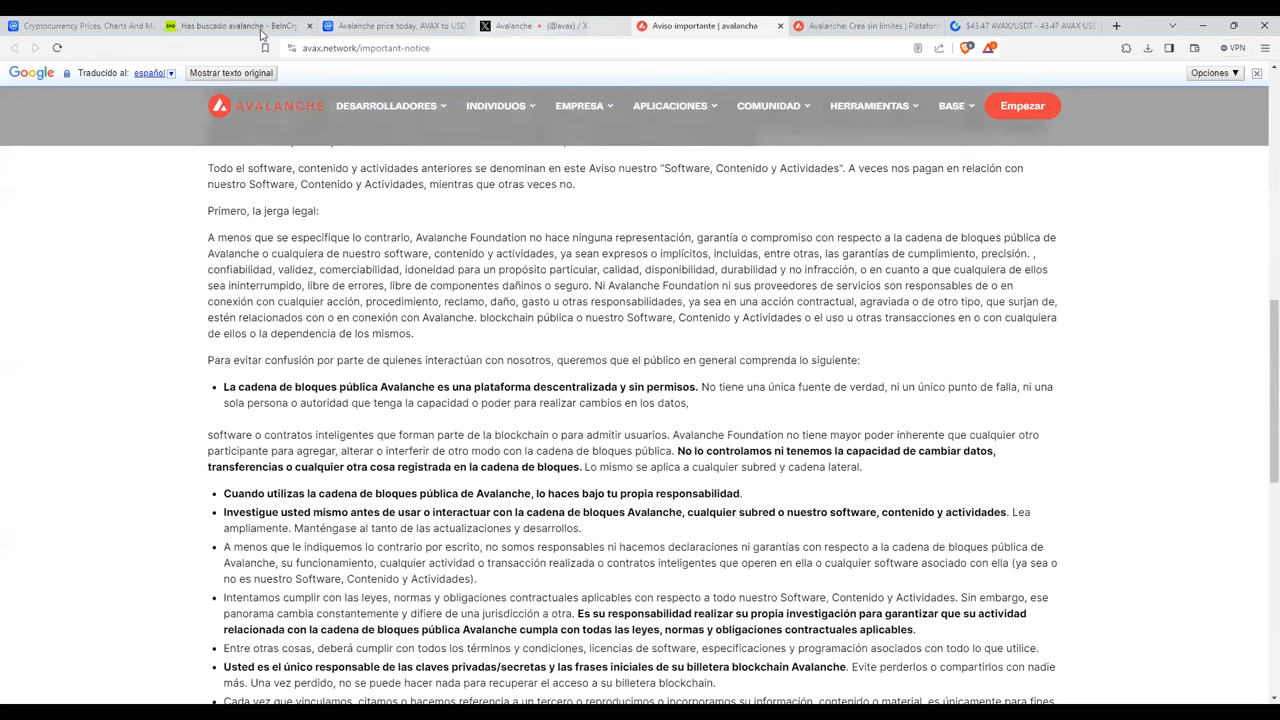 Cryptocurrency Prices, Charts And M
Has buscado avalanche - BeInCry
Avalanche price today, AVAX to USD
Avalanche (@avax) / X
Aviso importante | avalancha
Avalanche: Crea sin límites | Plataform
$43.47 AVAX/USDT - 43.47 AVAX USD
avax.network/important-notice
VPN
Google Traducido al: español Mostrar texto original
Opciones ▼
AVALANCHE DESARROLLADORES INDIVIDUOS EMPRESA APLICACIONES COMUNIDAD HERRAMIENTAS BASE Empezar
Todo el software, contenido y actividades anteriores se denominan en este Aviso nuestro "Software, Contenido y Actividades". A veces nos pagan en relación con
nuestro Software, Contenido y Actividades, mientras que otras veces no.
Primero, la jerga legal:
A menos que se especifique lo contrario, Avalanche Foundation no hace ninguna representación, garantía o compromiso con respecto a la cadena de bloques pública de
Avalanche o cualquiera de nuestro software, contenido y actividades, ya sean expresos o implícitos, incluidas, entre otras, las garantías de cumplimiento, precisión. ,
confiabilidad, validez, comerciabilidad, idoneidad para un propósito particular, calidad, disponibilidad, durabilidad y no infracción, o en cuanto a que cualquiera de ellos
sea ininterrumpido, libre de errores, libre de componentes dañinos o seguro. Ni Avalanche Foundation ni sus proveedores de servicios son responsables de o en
conexión con cualquier acción, procedimiento, reclamo, daño, gasto u otras responsabilidades, ya sea en una acción contractual, agraviada o de otro tipo, que surjan de,
estén relacionados con o en conexión con Avalanche. blockchain pública o nuestro Software, Contenido y Actividades o el uso u otras transacciones en o con cualquiera
de ellos o la dependencia de los mismos.
Para evitar confusión por parte de quienes interactúan con nosotros, queremos que el público en general comprenda lo siguiente:
• La cadena de bloques pública Avalanche es una plataforma descentralizada y sin permisos. No tiene una única fuente de verdad, ni un único punto de falla, ni una
sola persona o autoridad que tenga la capacidad o poder para realizar cambios en los datos,
software o contratos inteligentes que forman parte de la blockchain o para admitir usuarios. Avalanche Foundation no tiene mayor poder inherente que cualquier otro
participante para agregar, alterar o interferir de otro modo con la cadena de bloques pública. No lo controlamos ni tenemos la capacidad de cambiar datos,
transferencias o cualquier otra cosa registrada en la cadena de bloques. Lo mismo se aplica a cualquier subred y cadena lateral.
• Cuando utilizas la cadena de bloques pública de Avalanche, lo haces bajo tu propia responsabilidad.
• Investigue usted mismo antes de usar o interactuar con la cadena de bloques Avalanche, cualquier subred o nuestro software, contenido y actividades. Lea
ampliamente. Manténgase al tanto de las actualizaciones y desarrollos.
• A menos que le indiquemos lo contrario por escrito, no somos responsables ni hacemos declaraciones ni garantías con respecto a la cadena de bloques pública de
Avalanche, su funcionamiento, cualquier actividad o transacción realizada o contratos inteligentes que operen en ella o cualquier software asociado con ella (ya sea o
no es nuestro Software, Contenido y Actividades).
• Intentamos cumplir con las leyes, normas y obligaciones contractuales aplicables con respecto a todo nuestro Software, Contenido y Actividades. Sin embargo, ese
panorama cambia constantemente y difiere de una jurisdicción a otra. Es su responsabilidad realizar su propia investigación para garantizar que su actividad
relacionada con la cadena de bloques pública Avalanche cumpla con todas las leyes, normas y obligaciones contractuales aplicables.
• Entre otras cosas, deberá cumplir con todos los términos y condiciones, licencias de software, especificaciones y programación asociados con todo lo que utilice.
• Usted es el único responsable de las claves privadas/secretas y las frases iniciales de su billetera blockchain Avalanche. Evite perderlos o compartirlos con nadie
más. Una vez perdido, no se puede hacer nada para recuperar el acceso a su billetera blockchain.
• Cada vez que vinculamos, citamos o hacemos referencia a un tercero o reproducimos o incorporamos su información, contenido o material, es únicamente para fines